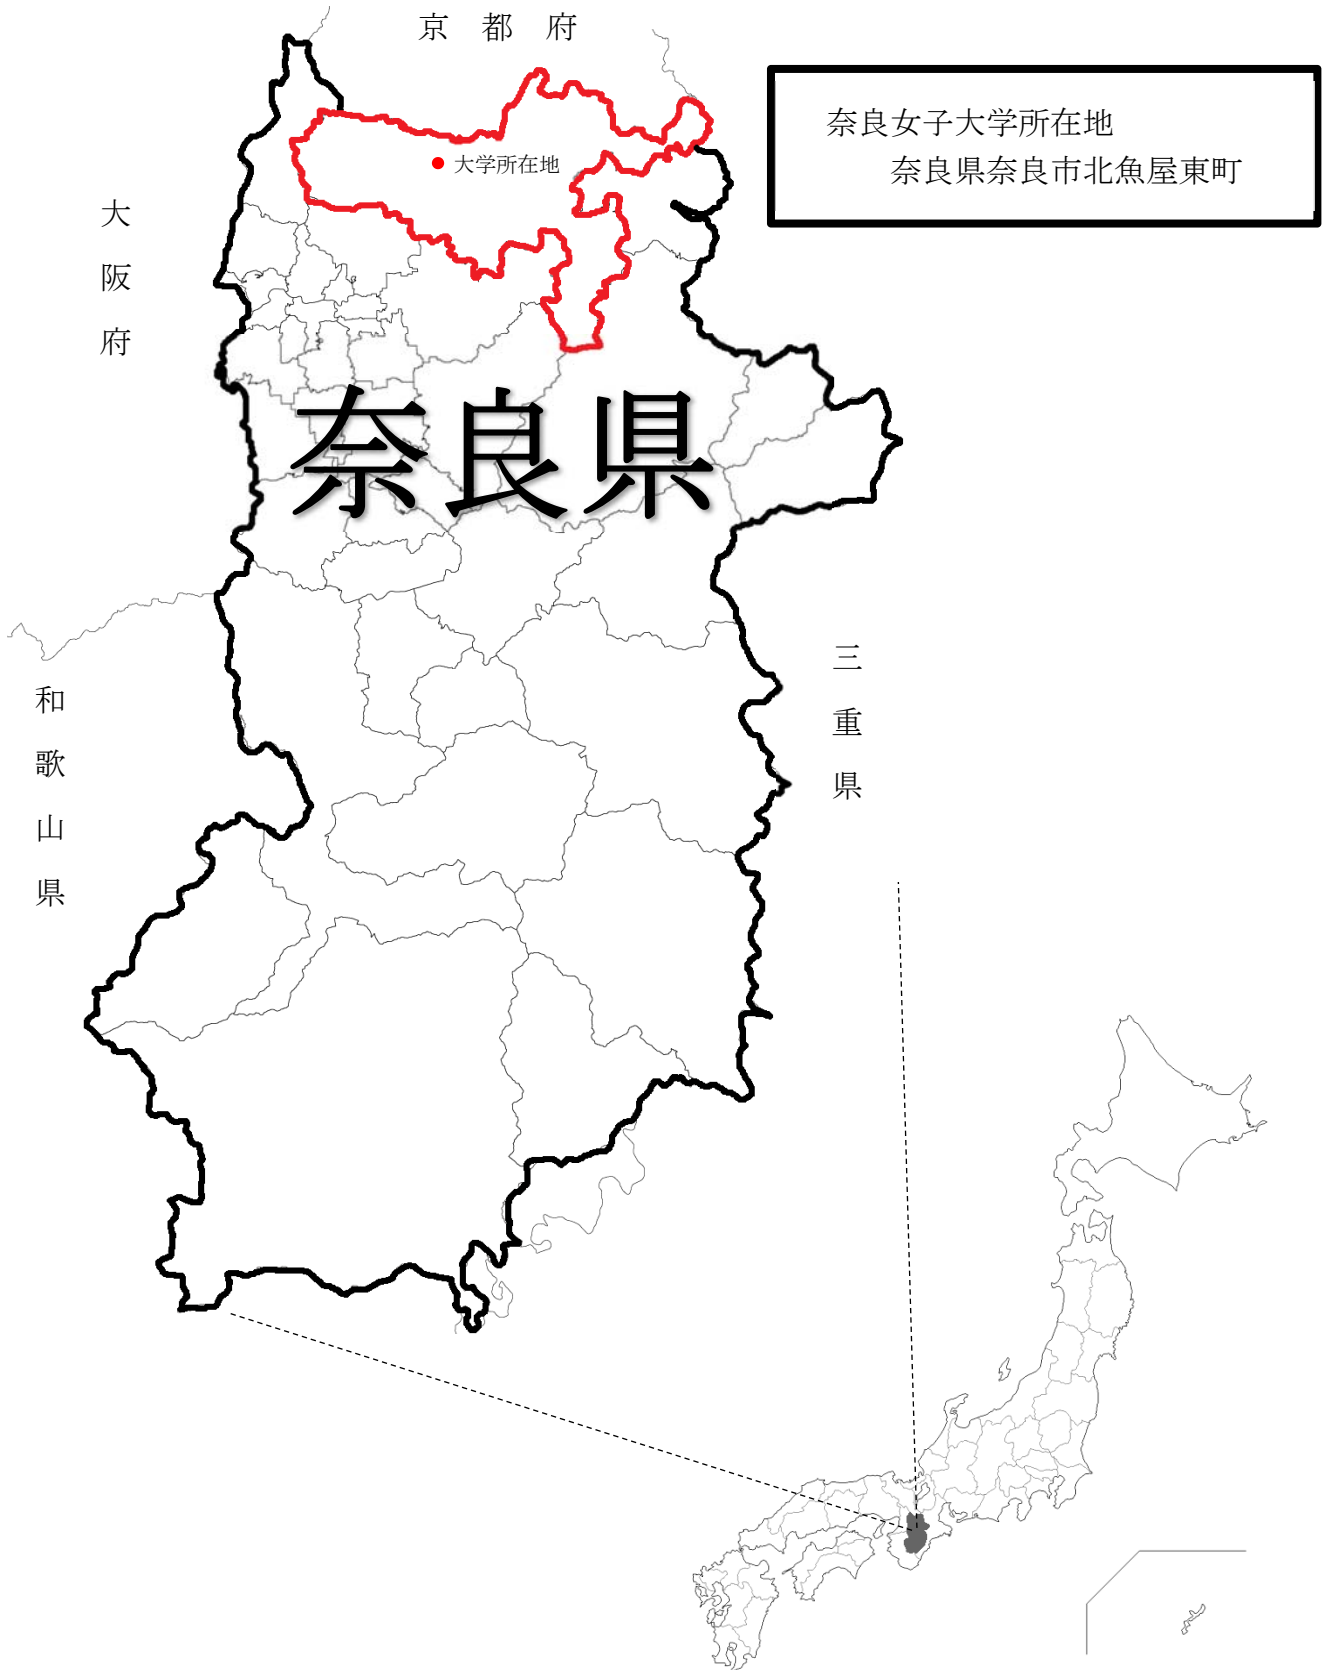 京都府
奈良女子大学所在地
奈良県奈良市北魚屋東町
大学所在地
大阪府
奈良県
三重県
和歌山県